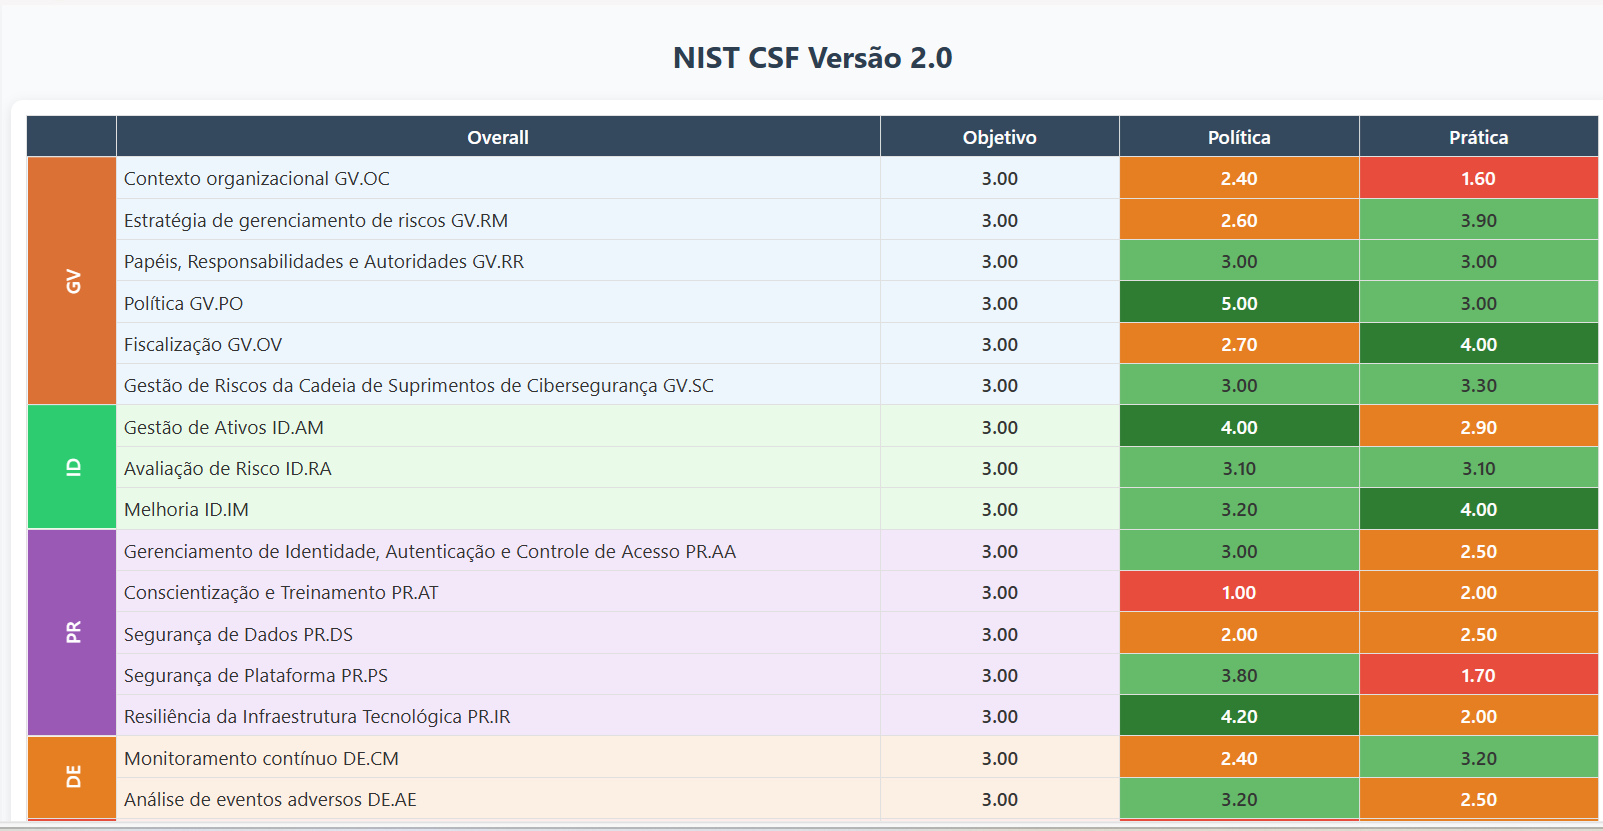 NIST CSF Versão 2.0
Overall Objetivo Política Prática
GV
Contexto organizacional GV.OC 3.00 2.40 1.60
Estratégia de gerenciamento de riscos GV.RM 3.00 2.60 3.90
Papéis, Responsabilidades e Autoridades GV.RR 3.00 3.00 3.00
Política GV.PO 3.00 5.00 3.00
Fiscalização GV.OV 3.00 2.70 4.00
Gestão de Riscos da Cadeia de Suprimentos de Cibersegurança GV.SC 3.00 3.00 3.30
ID
Gestão de Ativos ID.AM 3.00 4.00 2.90
Avaliação de Risco ID.RA 3.00 3.10 3.10
Melhoria ID.IM 3.00 3.20 4.00
PR
Gerenciamento de Identidade, Autenticação e Controle de Acesso PR.AA 3.00 3.00 2.50
Conscientização e Treinamento PR.AT 3.00 1.00 2.00
Segurança de Dados PR.DS 3.00 2.00 2.50
Segurança de Plataforma PR.PS 3.00 3.80 1.70
Resiliência da Infraestrutura Tecnológica PR.IR 3.00 4.20 2.00
DE
Monitoramento contínuo DE.CM 3.00 2.40 3.20
Análise de eventos adversos DE.AE 3.00 3.20 2.50